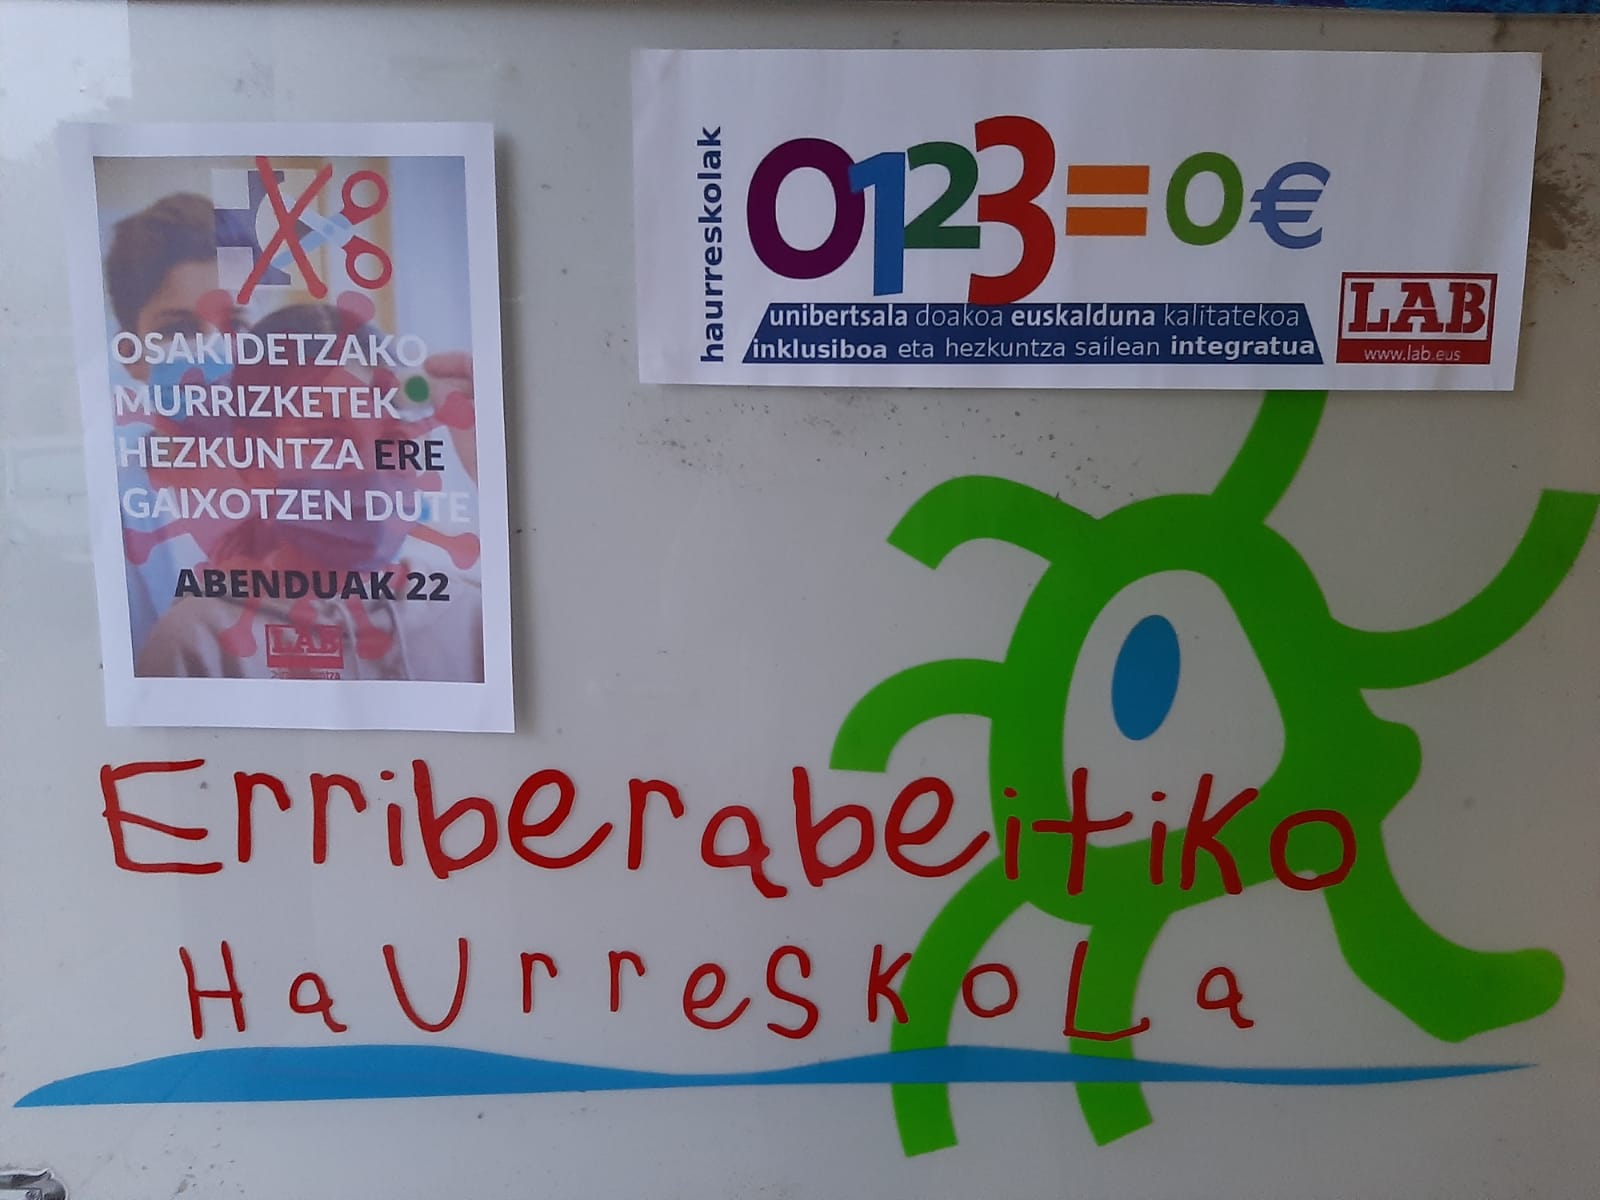 OSAKIDETZAKO
MURRIZKETEK
HEZKUNTZA ERE
GAIXOTZEN DUTE
ABENDUAK 22
LAB
haurreskolak
0123=0€
unibertsala doakoa euskalduna kalitatekoa
inklusiboa eta hezkuntza sailean integratua
LAB
www.lab.eus
Erriberabeitiko
HaUrreSkoLa